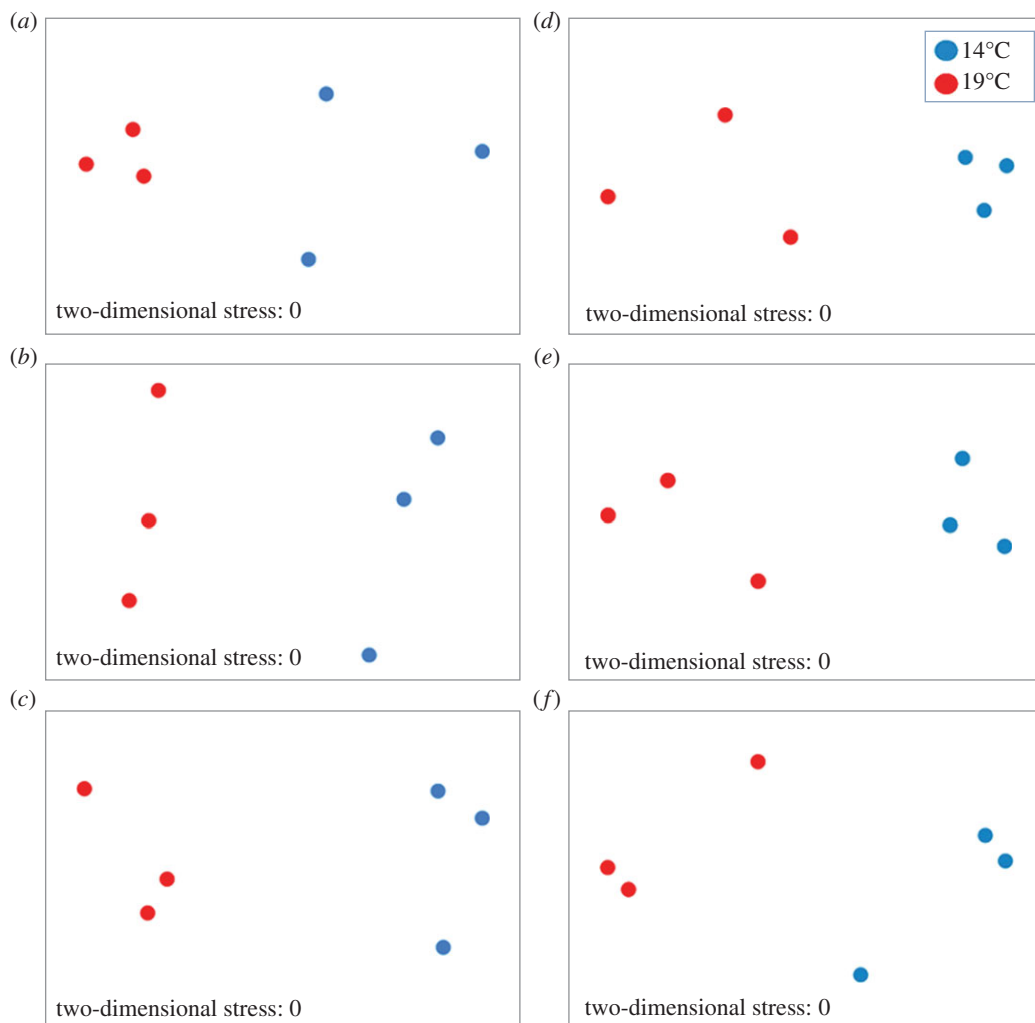 (a)
two-dimensional stress: 0
(d)
14°C
19°C
two-dimensional stress: 0
(b)
two-dimensional stress: 0
(e)
two-dimensional stress: 0
(c)
two-dimensional stress: 0
(f)
two-dimensional stress: 0